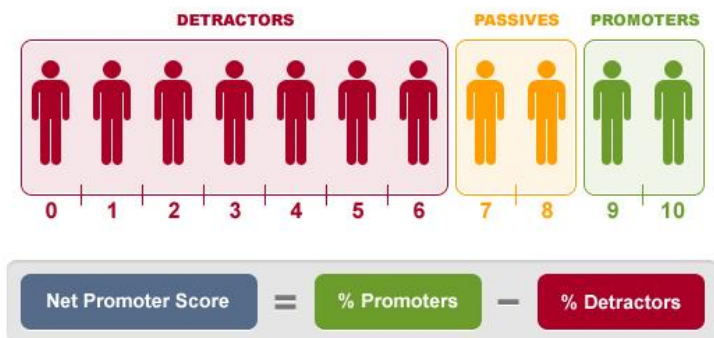 DETRACTORS PASSIVES PROMOTERS
0 1 2 3 4 5 6 7 8 9 10
Net Promoter Score = % Promoters − % Detractors